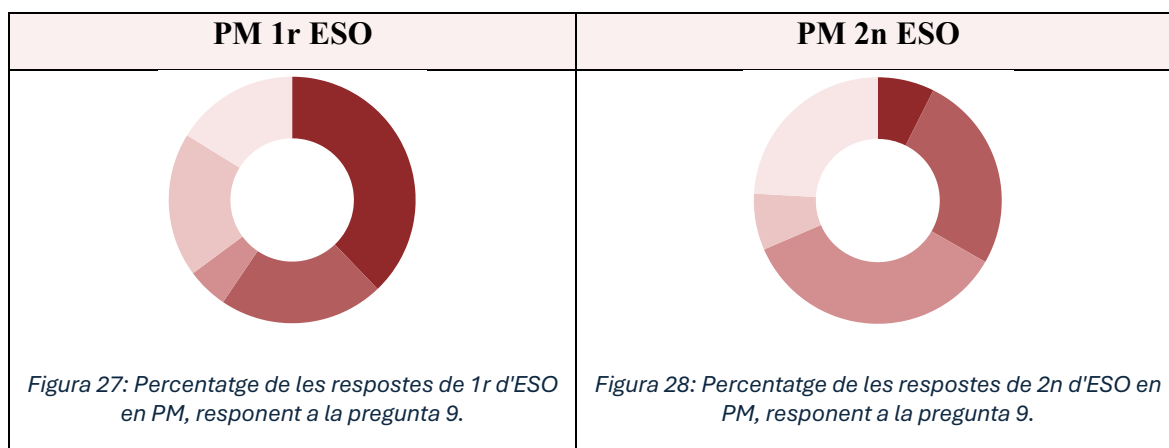 PM 1r ESO
PM 2n ESO
Figura 27: Percentatge de les respostes de 1r d'ESO
en PM, responent a la pregunta 9.
Figura 28: Percentatge de les respostes de 2n d'ESO en
PM, responent a la pregunta 9.